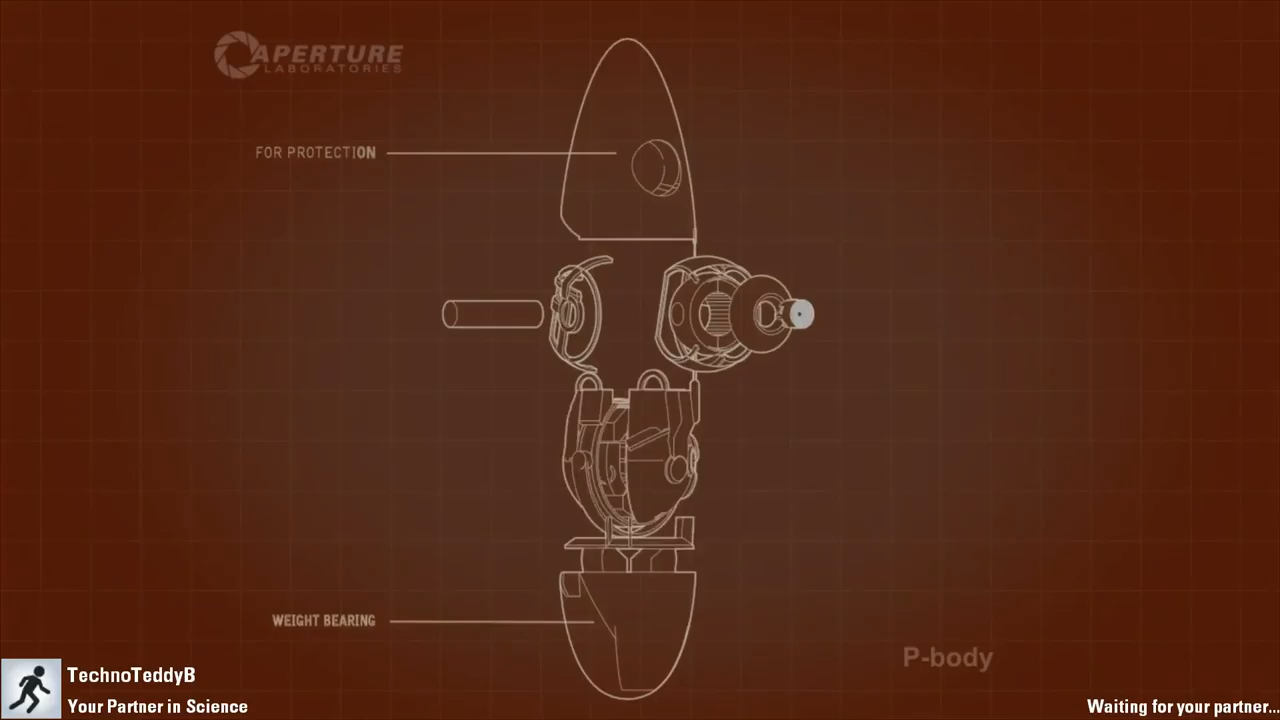 APERTURE
LABORATORIES
FOR PROTECTION
WEIGHT BEARING
P-body
TechnoTeddyB
Your Partner in Science
Waiting for your partner...